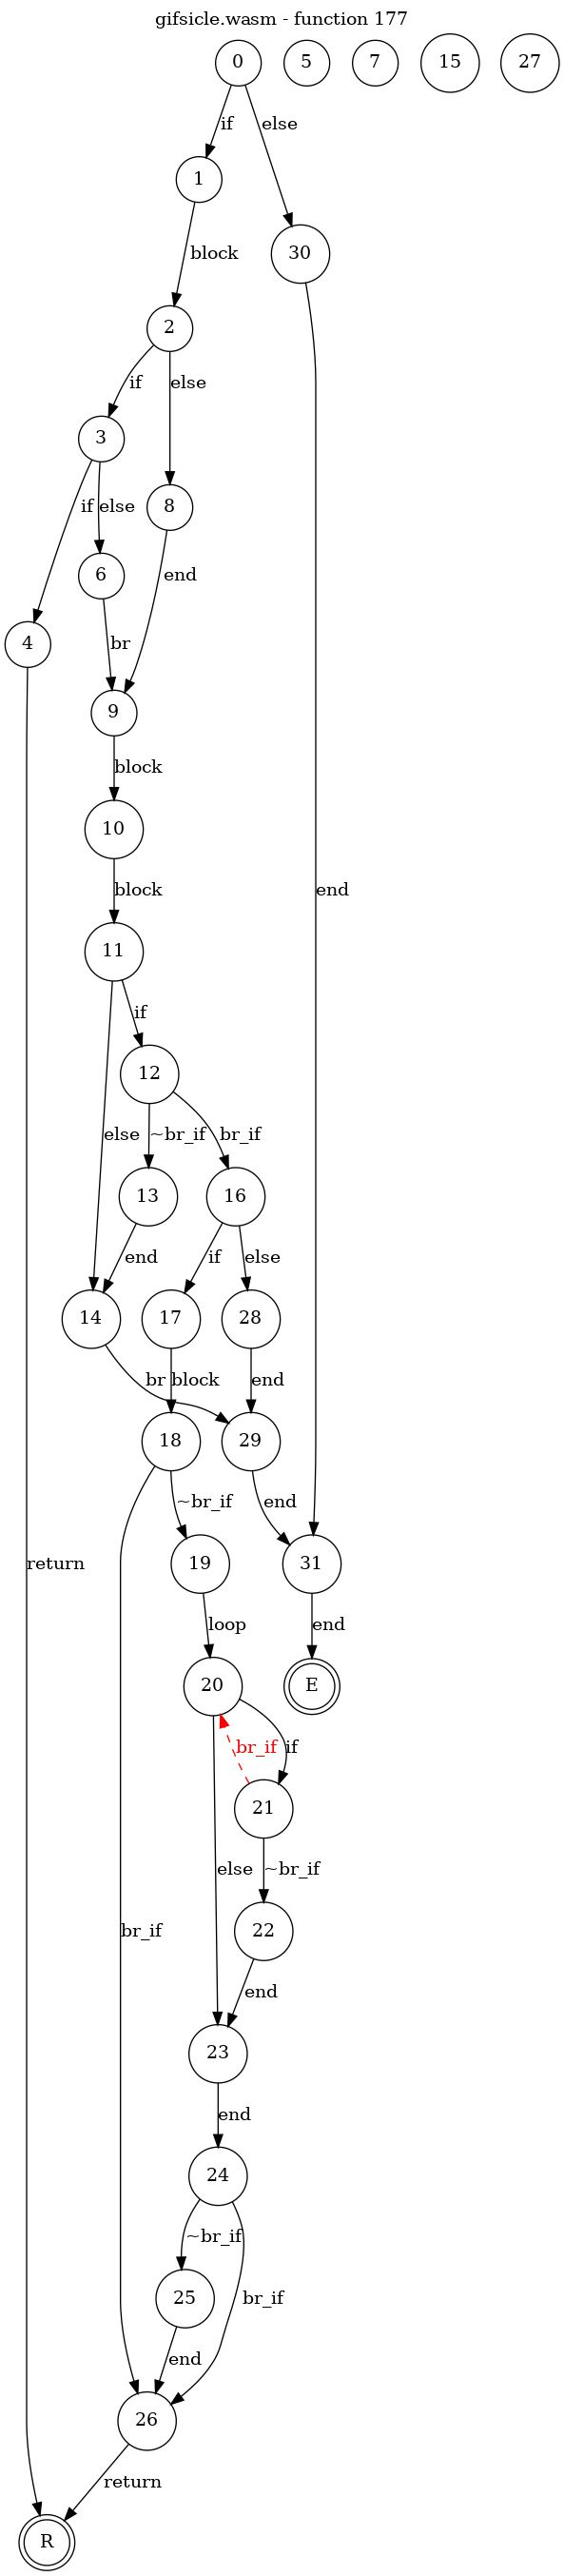 gifsicle.wasm - function 177
0 5 7 15 27
if else
1
block
30
2
if else
3
8
if else
6
end
4
br
9
block
10
end
block
11
if
12
else ~br_if br_if
13 16
end if else
14 17 28
br block end
18 29
~br_if end
return 19 31
loop end
20 E
br_if if
21
else ~br_if
br_if 22
end
23
end
24
~br_if
br_if
25
end
26
return
R